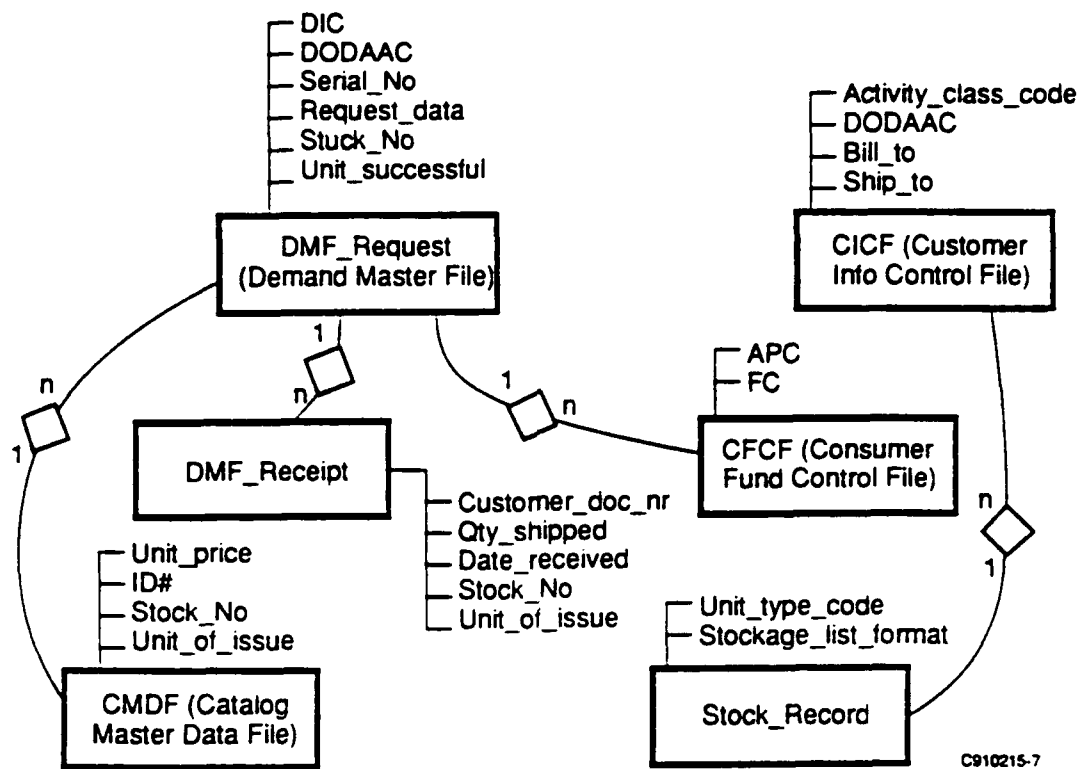 DIC
DODAAC
Serial_No
Request_data
Stuck_No
Unit_successful
DMF_Request
(Demand Master File)
Activity_class_code
DODAAC
Bill_to
Ship_to
CICF (Customer
Info Control File)
1
n
n
1
1
n
APC
FC
CFCF (Consumer
Fund Control File)
DMF_Receipt
Customer_doc_nr
Qty_shipped
Date_received
Stock_No
Unit_of_issue
n
1
Unit_price
ID#
Stock_No
Unit_of_issue
CMDF (Catalog
Master Data File)
Unit_type_code
Stockage_list_format
Stock_Record
C910215-7